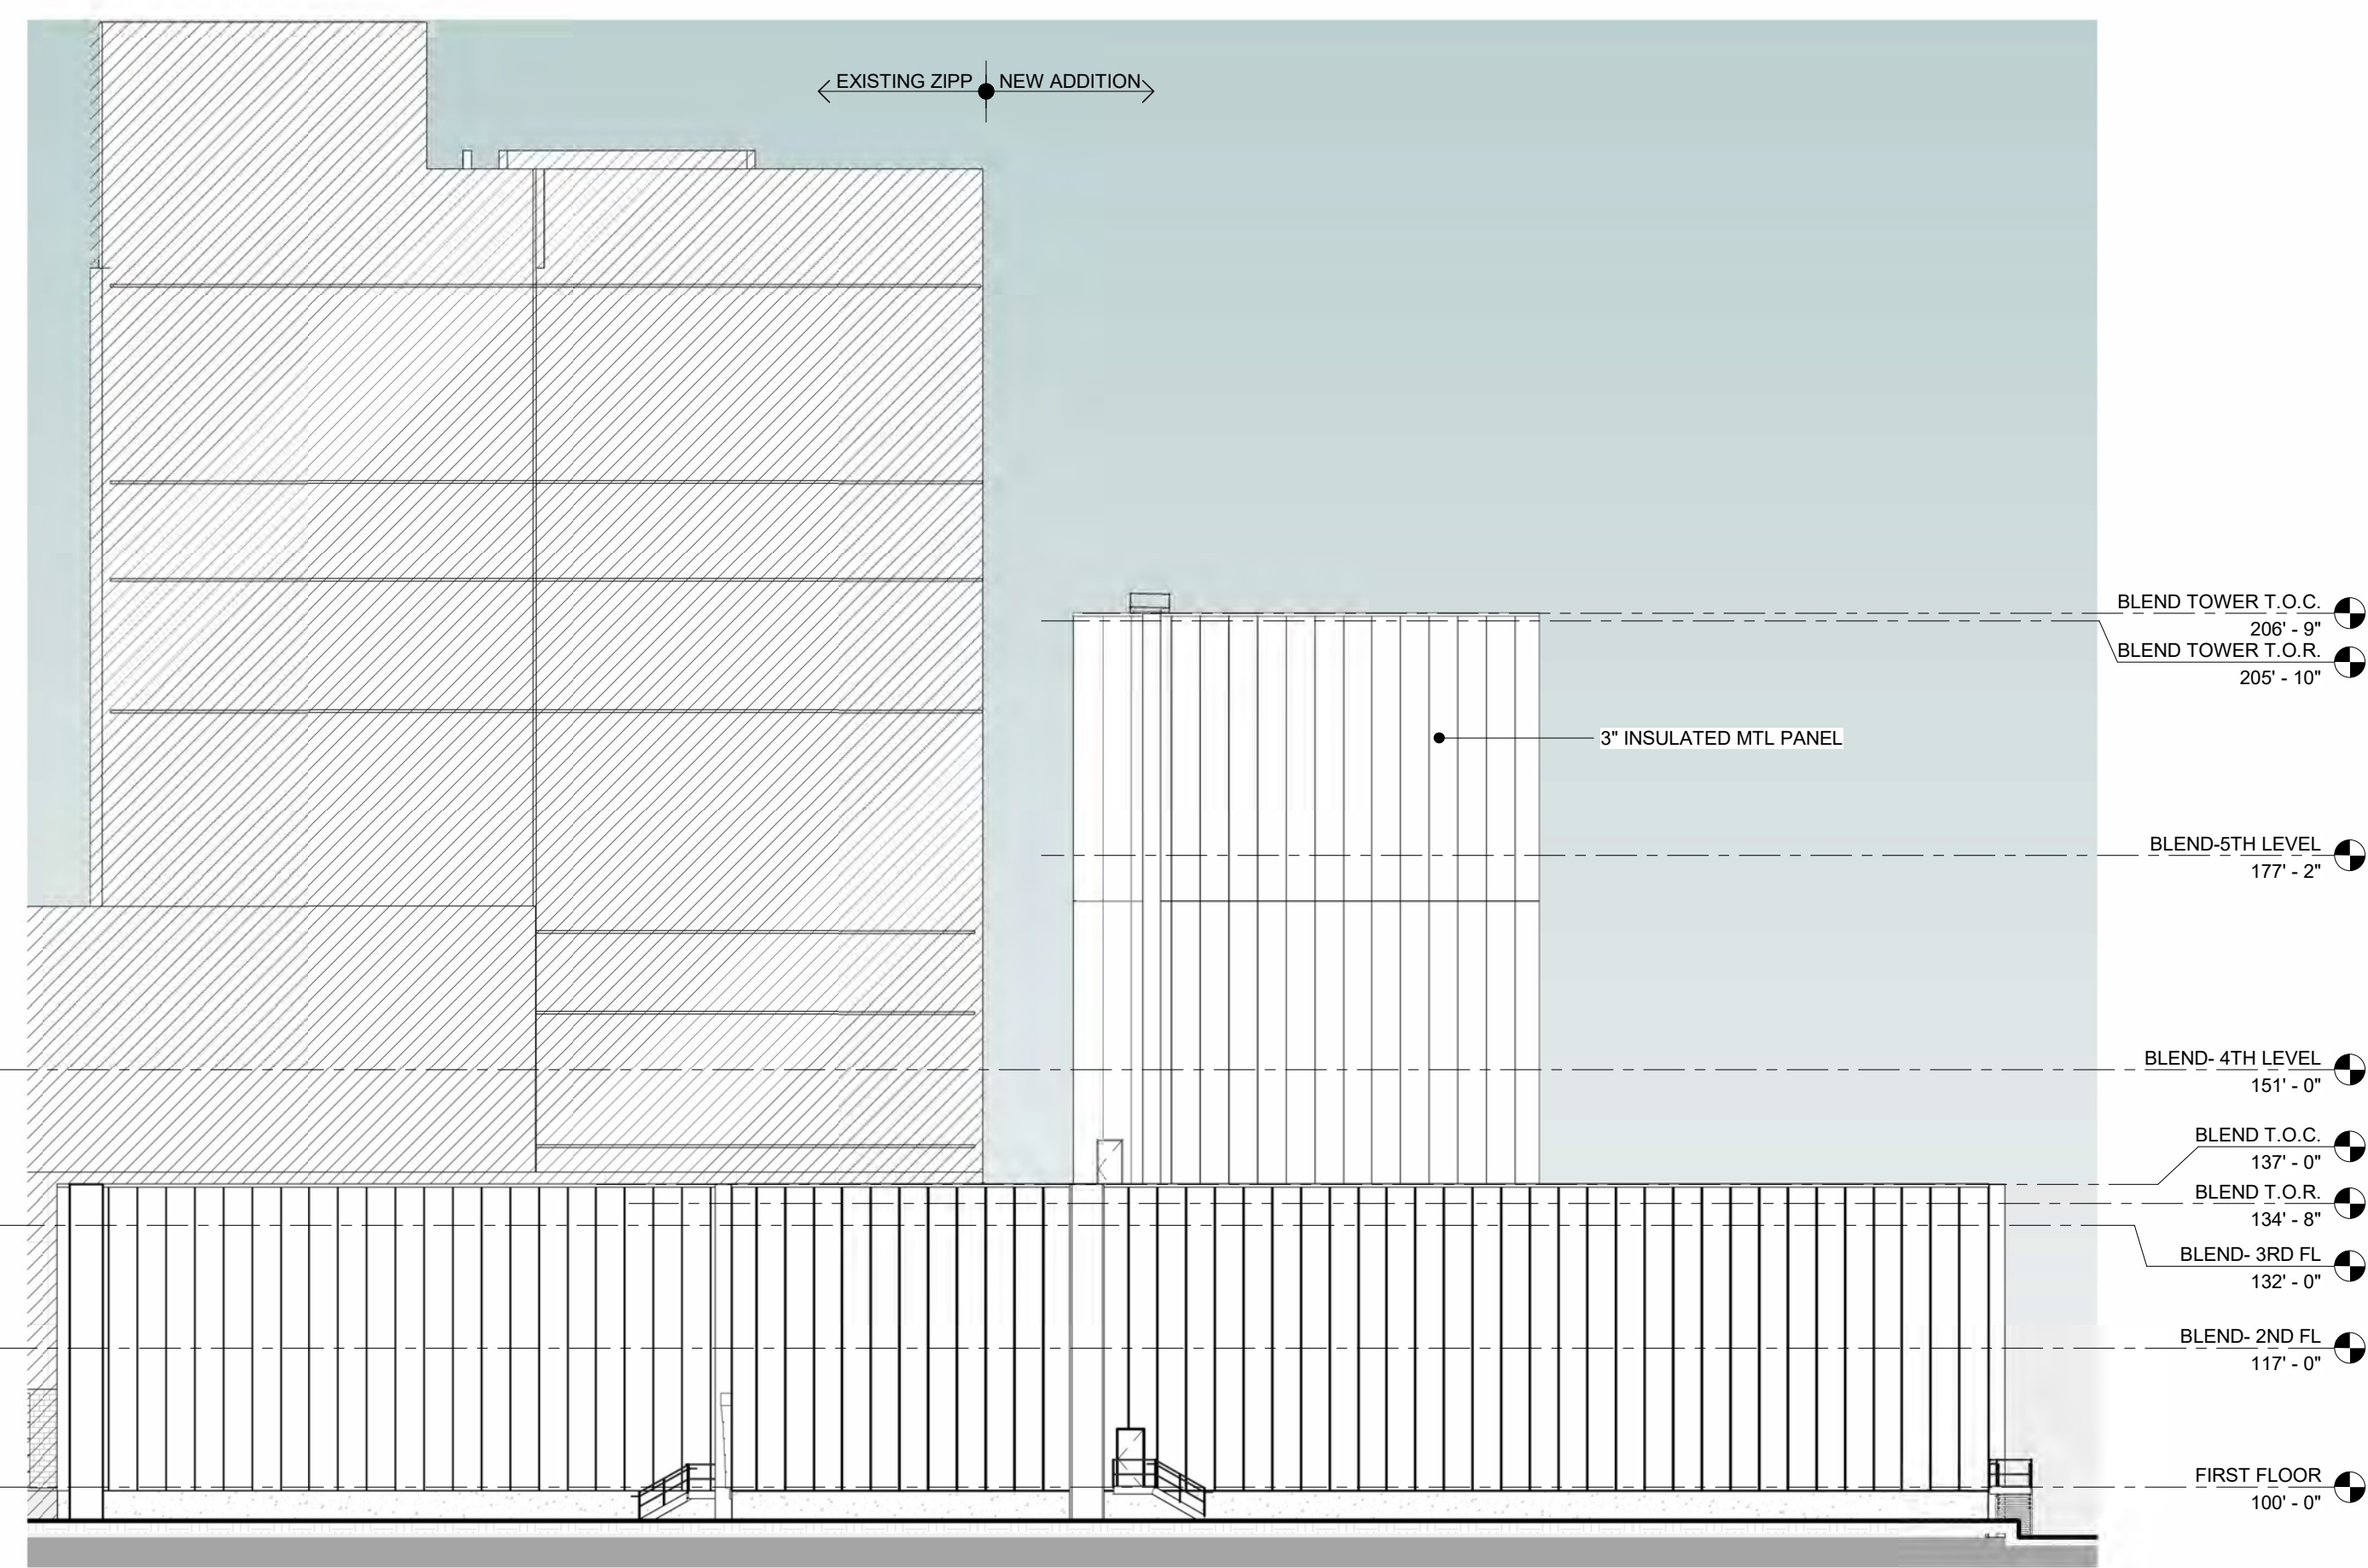 EXISTING ZIPP NEW ADDITION
BLEND TOWER T.O.C.
206' - 9"
BLEND TOWER T.O.R.
205' - 10"
3" INSULATED MTL PANEL
BLEND-5TH LEVEL
177' - 2"
BLEND- 4TH LEVEL
151' - 0"
BLEND T.O.C.
137' - 0"
BLEND T.O.R.
134' - 8"
BLEND- 3RD FL
132' - 0"
BLEND- 2ND FL
117' - 0"
FIRST FLOOR
100' - 0"